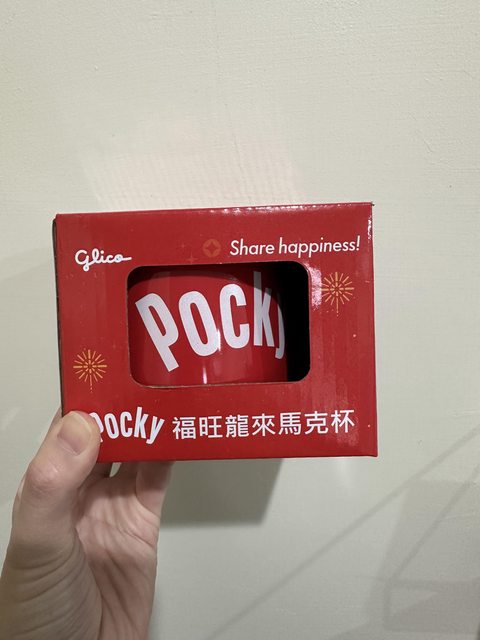 Glico
Share happiness!
Pocky
Pocky 福旺龍來馬克杯